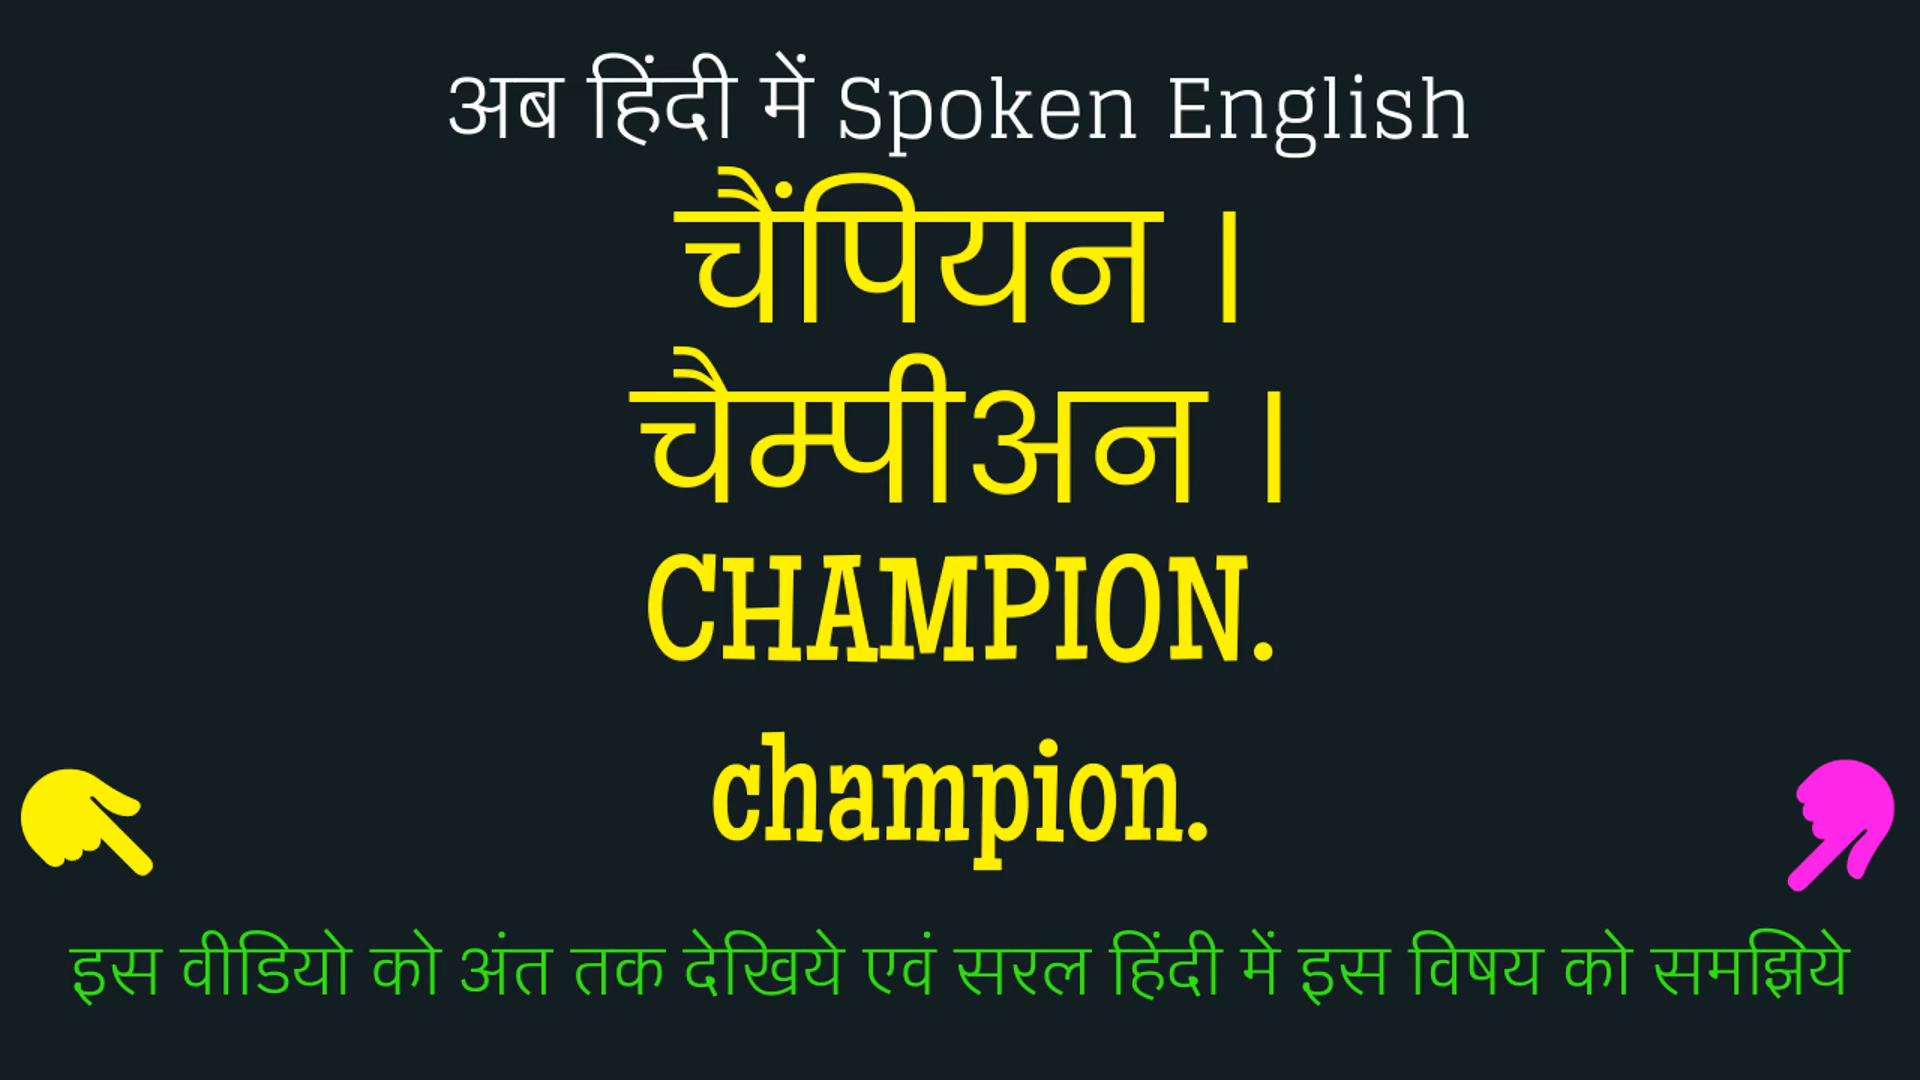 अब हिंदी में Spoken English
चैंपियन ।
चैम्पीअन ।
CHAMPION.
champion.
इस वीडियो को अंत तक देखिये एवं सरल हिंदी में इस विषय को समझिये